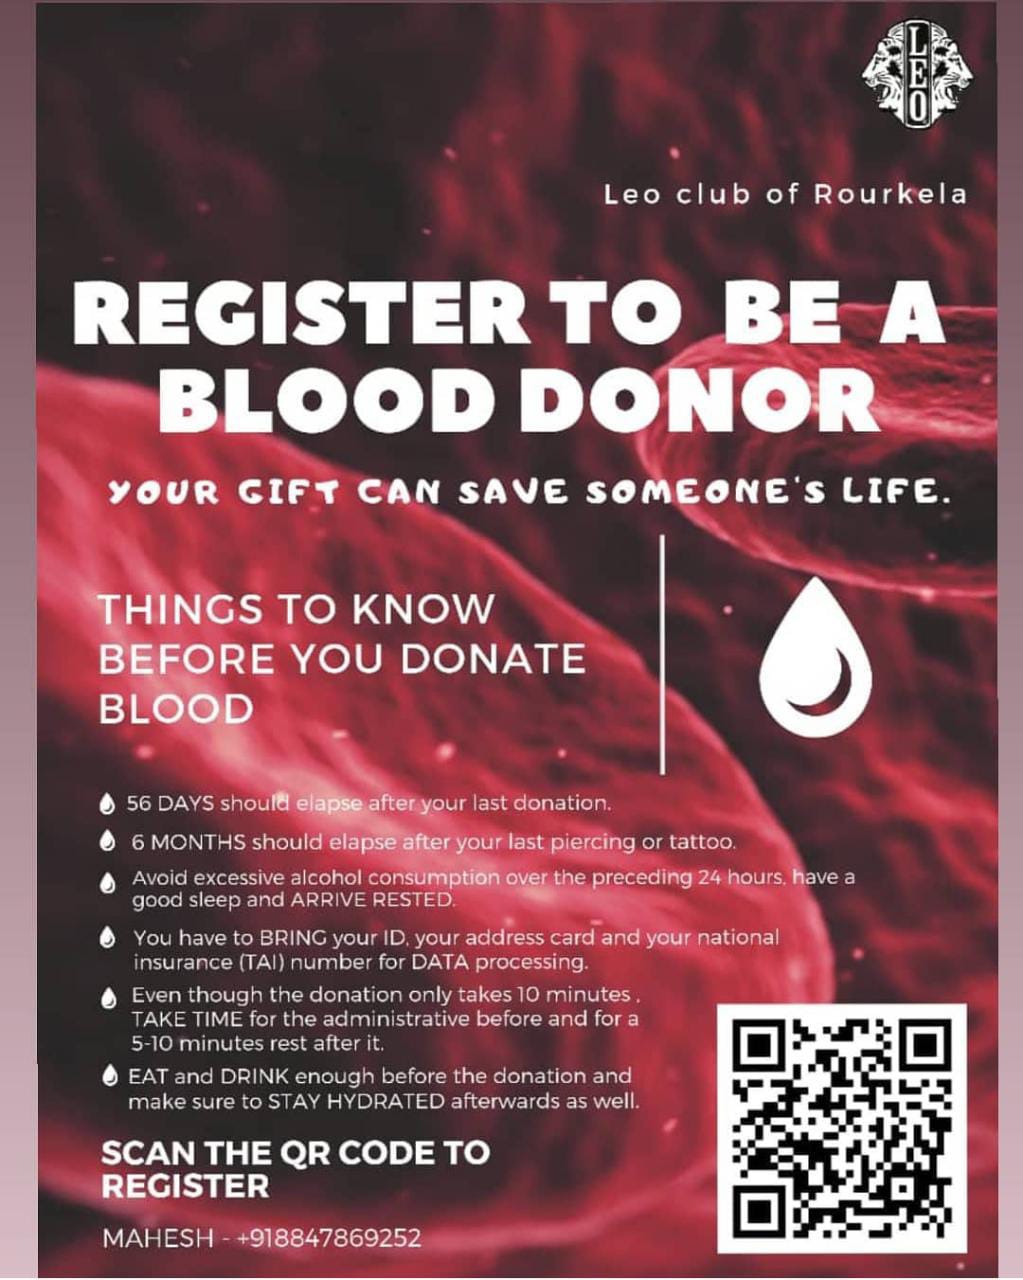 LEO
Leo club of Rourkela
REGISTER TO BE A
BLOOD DONOR
YOUR GIFT CAN SAVE SOMEONE'S LIFE.
THINGS TO KNOW
BEFORE YOU DONATE
BLOOD
56 DAYS should elapse after your last donation.
6 MONTHS should elapse after your last piercing or tattoo.
Avoid excessive alcohol consumption over the preceding 24 hours, have a
good sleep and ARRIVE RESTED.
You have to BRING your ID, your address card and your national
insurance (TAI) number for DATA processing.
Even though the donation only takes 10 minutes ,
TAKE TIME for the administrative before and for a
5-10 minutes rest after it.
EAT and DRINK enough before the donation and
make sure to STAY HYDRATED afterwards as well.
SCAN THE QR CODE TO
REGISTER
MAHESH - +918847869252